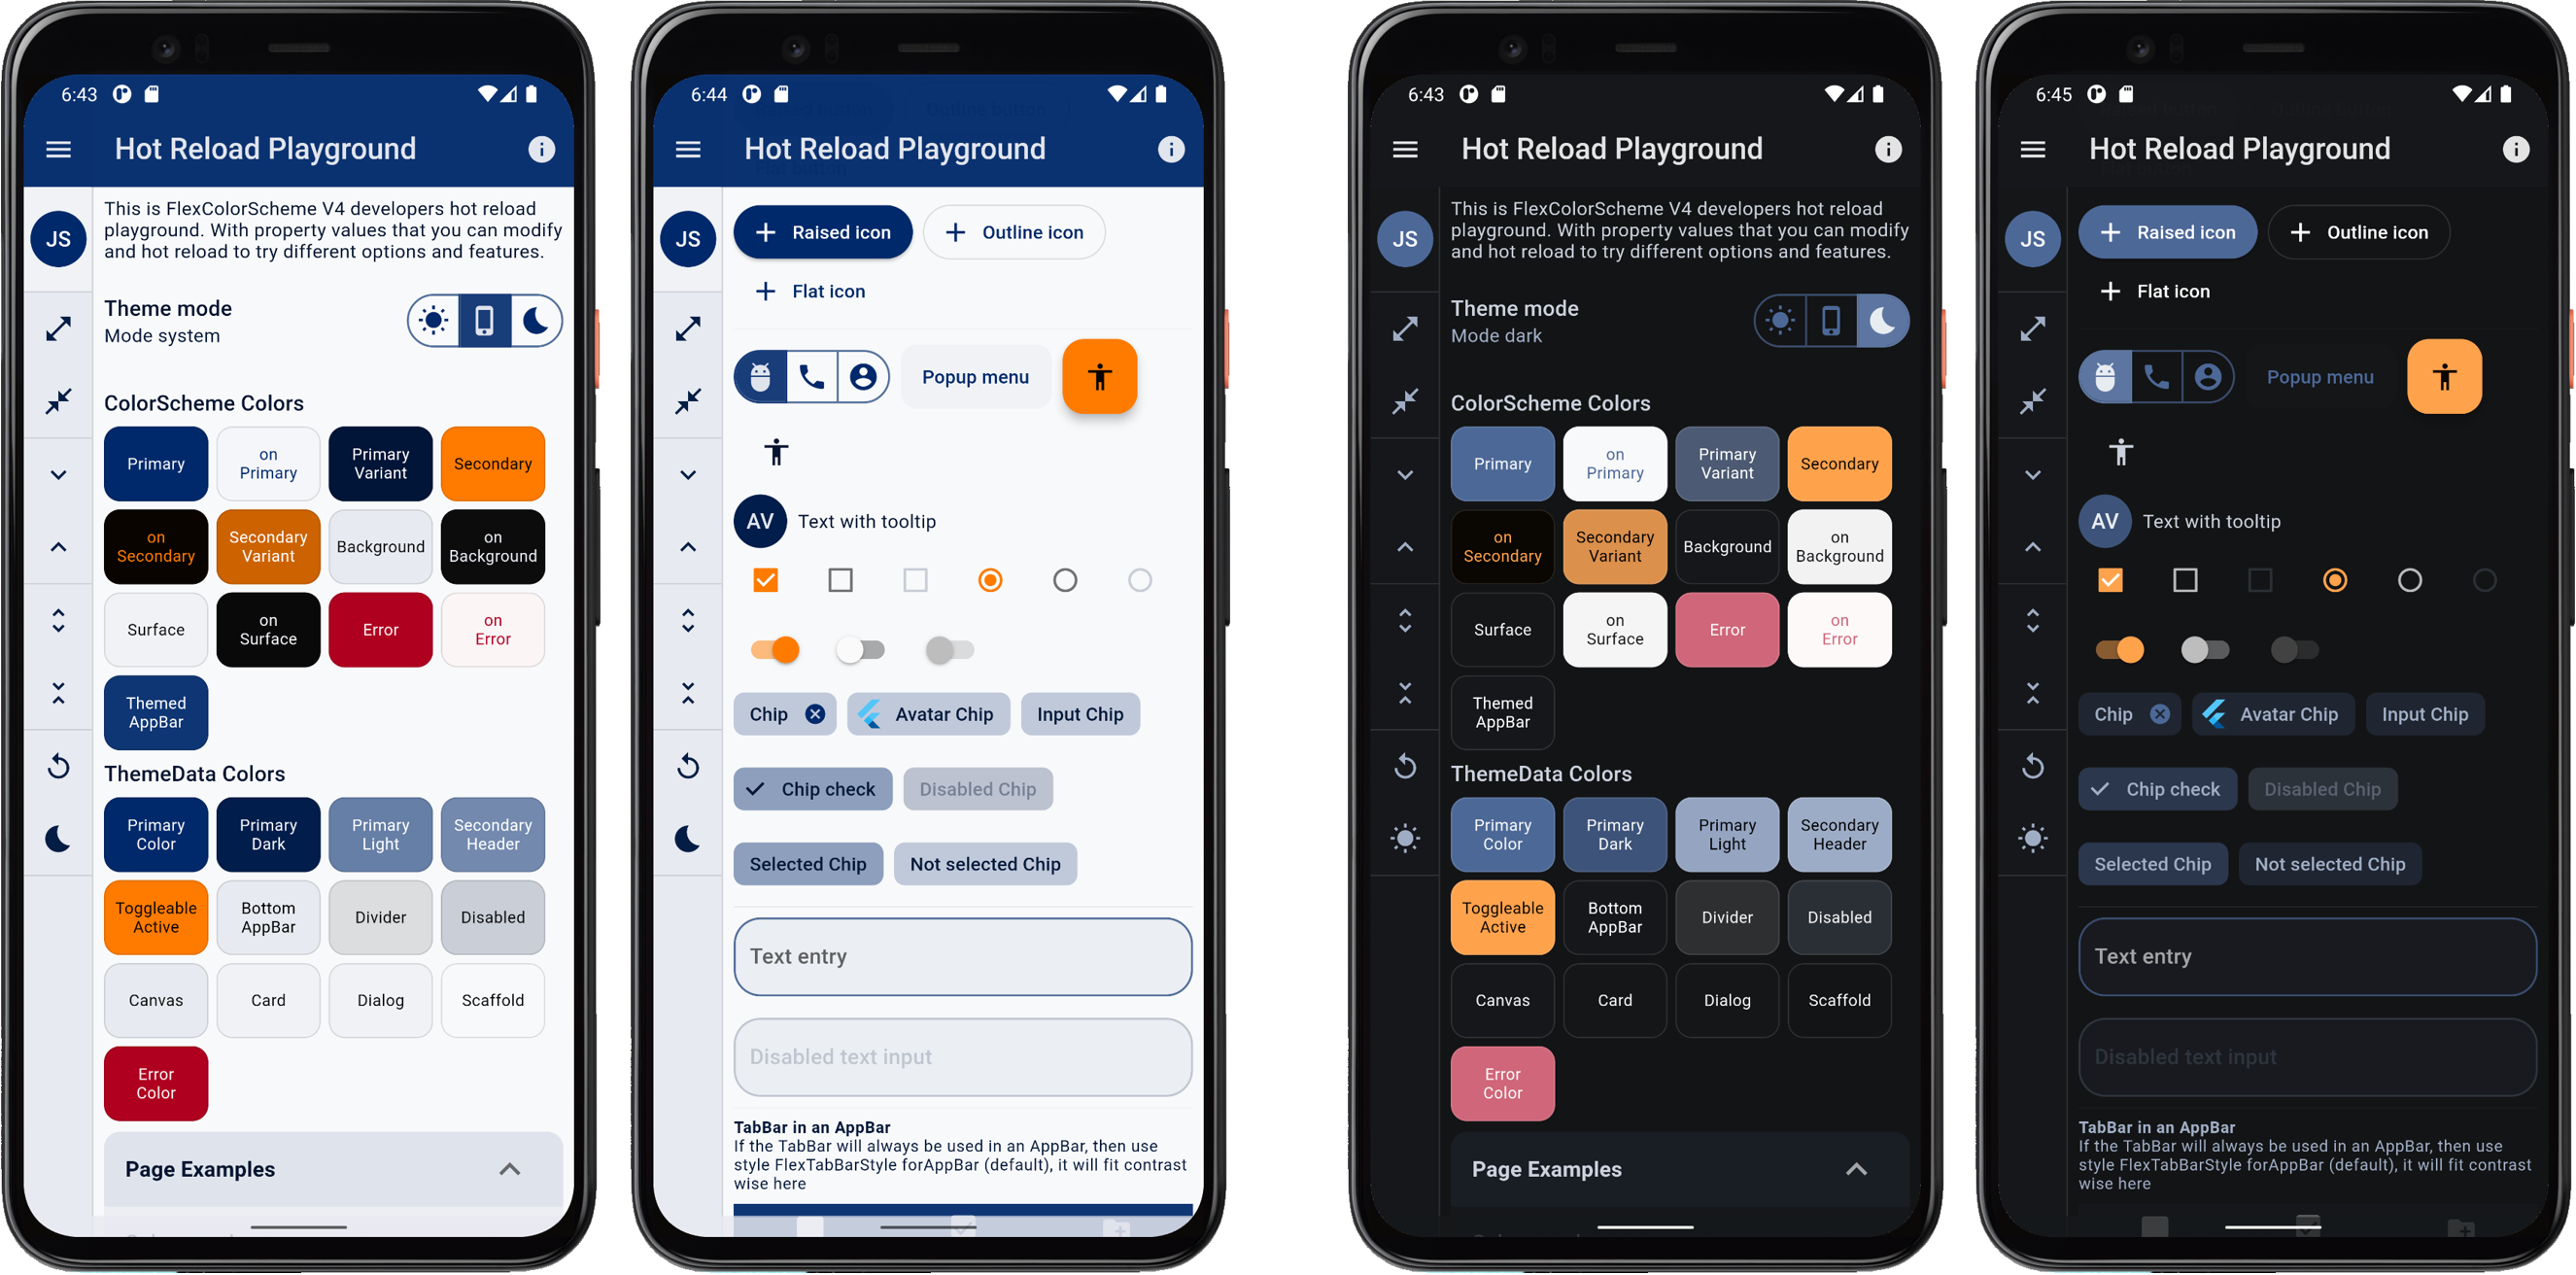 6:43
Hot Reload Playground
JS
This is FlexColorScheme V4 developers hot reload
playground. With property values that you can modify
and hot reload to try different options and features.
Theme mode
Mode system
ColorScheme Colors
Primary
on
Primary
Primary
Variant
Secondary
on
Secondary
Secondary
Variant
Background
on
Background
Surface
on
Surface
Error
on
Error
Themed
AppBar
ThemeData Colors
Primary
Color
Primary
Dark
Primary
Light
Secondary
Header
Toggleable
Active
Bottom
AppBar
Divider
Disabled
Canvas
Card
Dialog
Scaffold
Error
Color
Page Examples
6:44
Hot Reload Playground
JS
Raised icon
Outline icon
Flat icon
Popup menu
AV
Text with tooltip
Chip
Avatar Chip
Input Chip
Chip check
Disabled Chip
Selected Chip
Not selected Chip
Text entry
Disabled text input
TabBar in an AppBar
If the TabBar will always be used in an AppBar, then use
style FlexTabBarStyle forAppBar (default), it will fit contrast
wise here
6:43
Hot Reload Playground
JS
This is FlexColorScheme V4 developers hot reload
playground. With property values that you can modify
and hot reload to try different options and features.
Theme mode
Mode dark
ColorScheme Colors
Primary
on
Primary
Primary
Variant
Secondary
on
Secondary
Secondary
Variant
Background
on
Background
Surface
on
Surface
Error
on
Error
Themed
AppBar
ThemeData Colors
Primary
Color
Primary
Dark
Primary
Light
Secondary
Header
Toggleable
Active
Bottom
AppBar
Divider
Disabled
Canvas
Card
Dialog
Scaffold
Error
Color
Page Examples
6:45
Hot Reload Playground
JS
Raised icon
Outline icon
Flat icon
Popup menu
AV
Text with tooltip
Chip
Avatar Chip
Input Chip
Chip check
Disabled Chip
Selected Chip
Not selected Chip
Text entry
Disabled text input
TabBar in an AppBar
If the TabBar will always be used in an AppBar, then use
style FlexTabBarStyle forAppBar (default), it will fit contrast
wise here